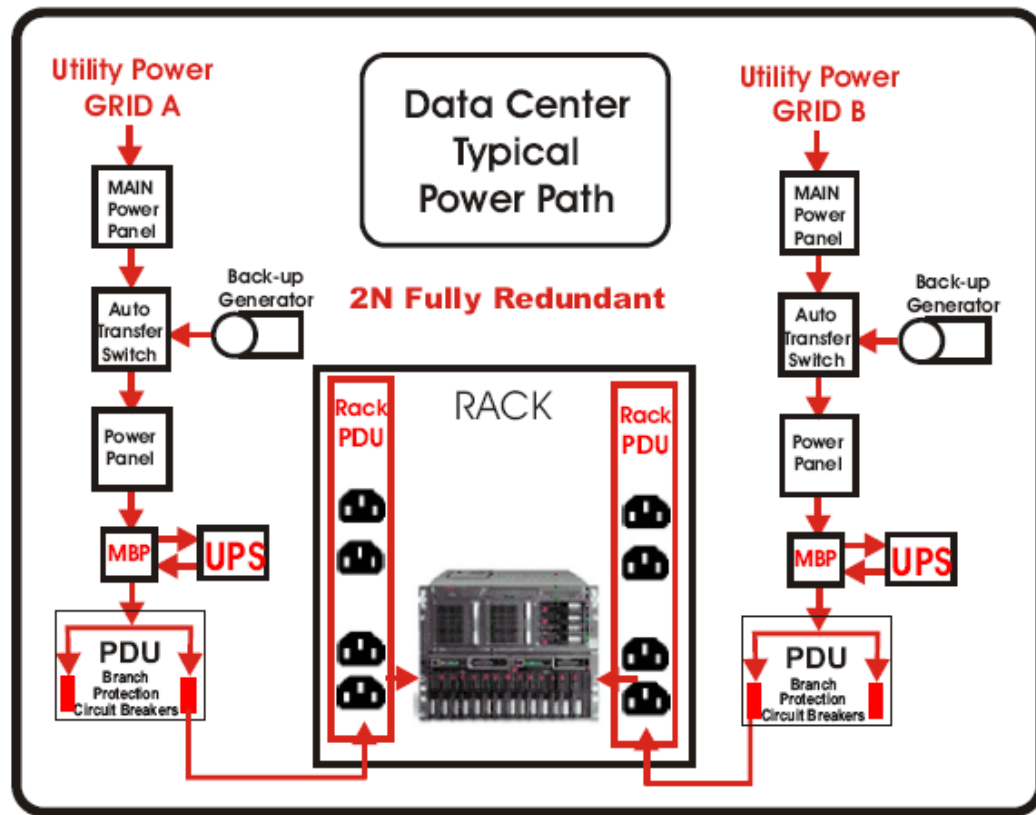 Utility Power
GRID A
MAIN
Power
Panel
Auto
Transfer
Switch
Back-up
Generator
Power
Panel
MBP
UPS
PDU
Branch
Protection
Circuit Breakers
Data Center
Typical
Power Path
2N Fully Redundant
Rack
PDU
RACK
Rack
PDU
Utility Power
GRID B
MAIN
Power
Panel
Auto
Transfer
Switch
Back-up
Generator
Power
Panel
MBP
UPS
PDU
Branch
Protection
Circuit Breakers